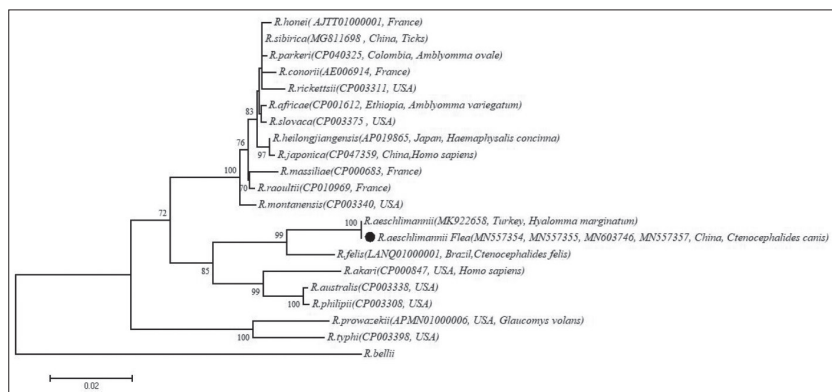 R.honei( AJTT01000001, France)
R.sibirica(MG811698 , China, Ticks)
R.parkeri(CP040325, Colombia, Amblyomma ovale)
R.conorii(AE006914, France)
R.rickettsii(CP003311, USA)
83
R.africae(CP001612, Ethiopia, Amblyomma variegatum)
R.slovaca(CP003375 , USA)
R.heilongjiangensis(AP019865, Japan, Haemaphysalis concinna)
76
97
R.japonica(CP047359, China,Homo sapiens)
100
R.massiliae(CP000683, France)
70
R.raoultii(CP010969, France)
R.montanensis(CP003340, USA)
72
R.aeschlimannii(MK922658, Turkey, Hyalomma marginatum)
100
R.aeschlimannii Flea(MN557354, MN557355, MN603746, MN557357, China, Ctenocephalides canis)
99
R.felis(LANQ01000001, Brazil,Ctenocephalides felis)
85
R.akari(CP000847, USA, Homo sapiens)
99
R.australis(CP003338, USA)
100
R.philipii(CP003308, USA)
R.prowazekii(APMN01000006, USA, Glaucomys volans)
100
R.typhi(CP003398, USA)
R.bellii
0.02